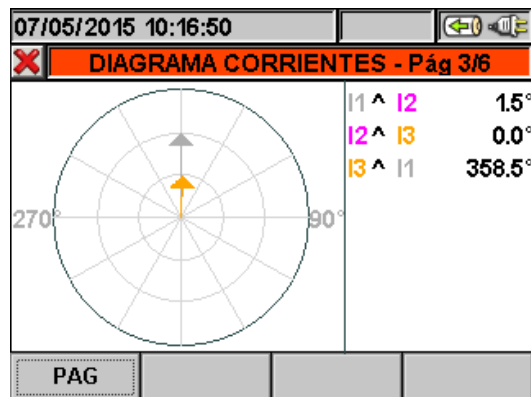 07/05/2015 10:16:50
DIAGRAMA CORRIENTES - Pág 3/6
I1 ^ I2 1.5°
I2 ^ I3 0.0°
I3 ^ I1 358.5°
270° 90°
PAG